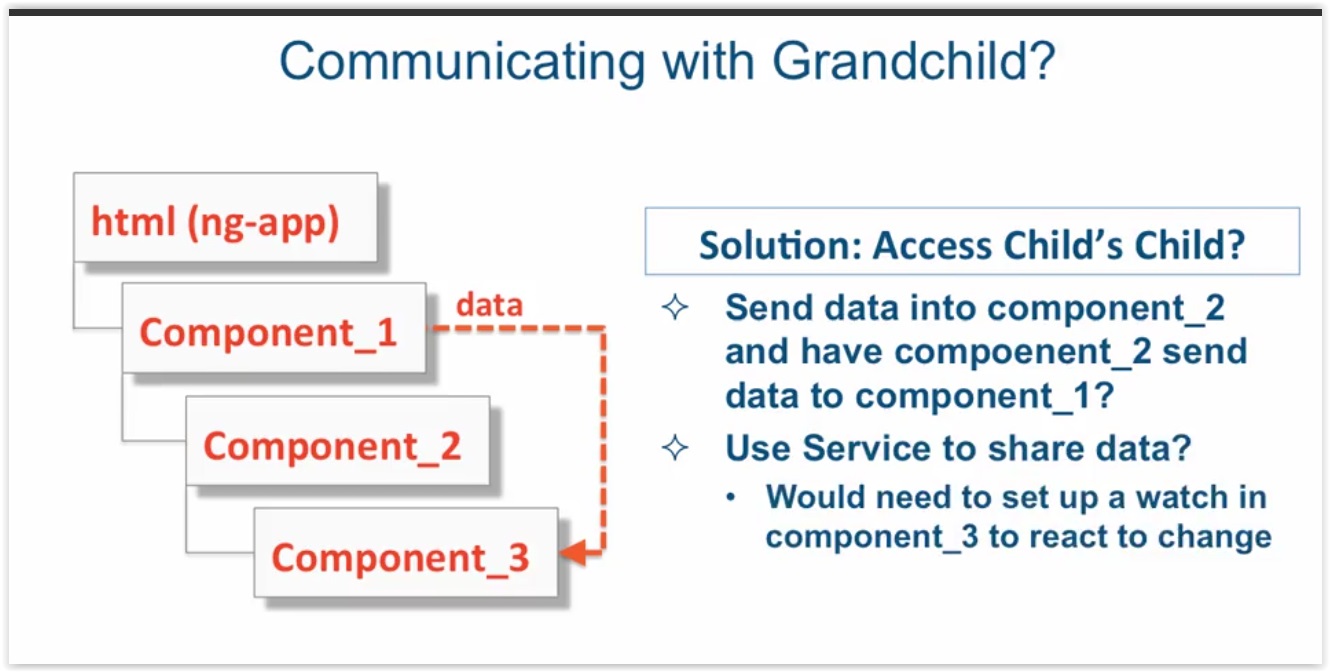 Communicating with Grandchild?
html (ng-app)
Component_1
data
Component_2
Component_3
Solution: Access Child’s Child?
✧ Send data into component_2
and have compoenent_2 send
data to component_1?
✧ Use Service to share data?
• Would need to set up a watch in
component_3 to react to change